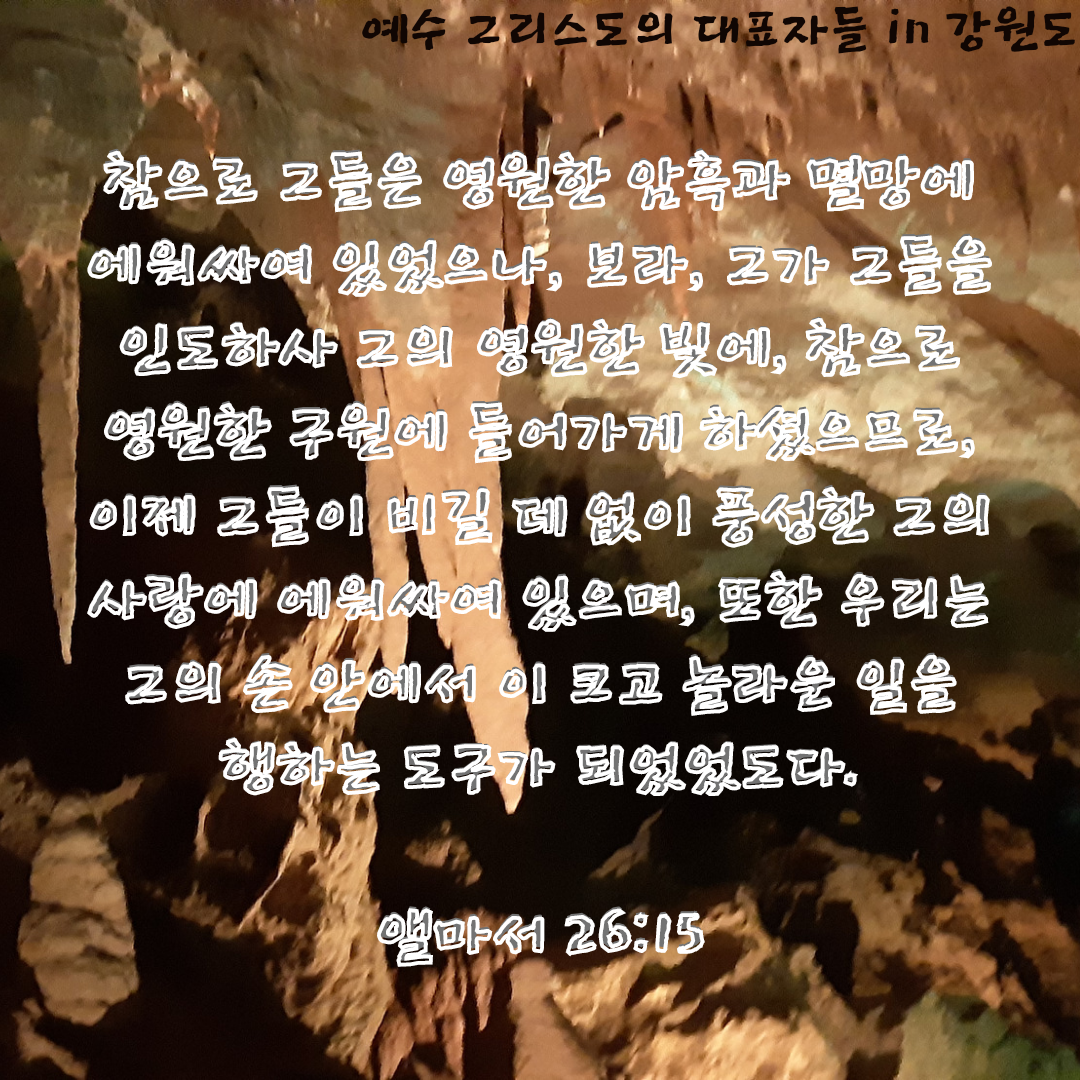 예수 그리스도의 대표자들 in 강원도
참으로 그들은 영원한 암흑과 멸망에
에워싸여 있었으나, 보라, 그가 그들을
인도하사 그의 영원한 빛에, 참으로
영원한 구원에 들어가게 하셨으므로,
이제 그들이 비길 데 없이 풍성한 그의
사랑에 에워싸여 있으며, 또한 우리는
그의 손 안에서 이 크고 놀라운 일을
행하는 도구가 되었었도다.
앨마서 26:15